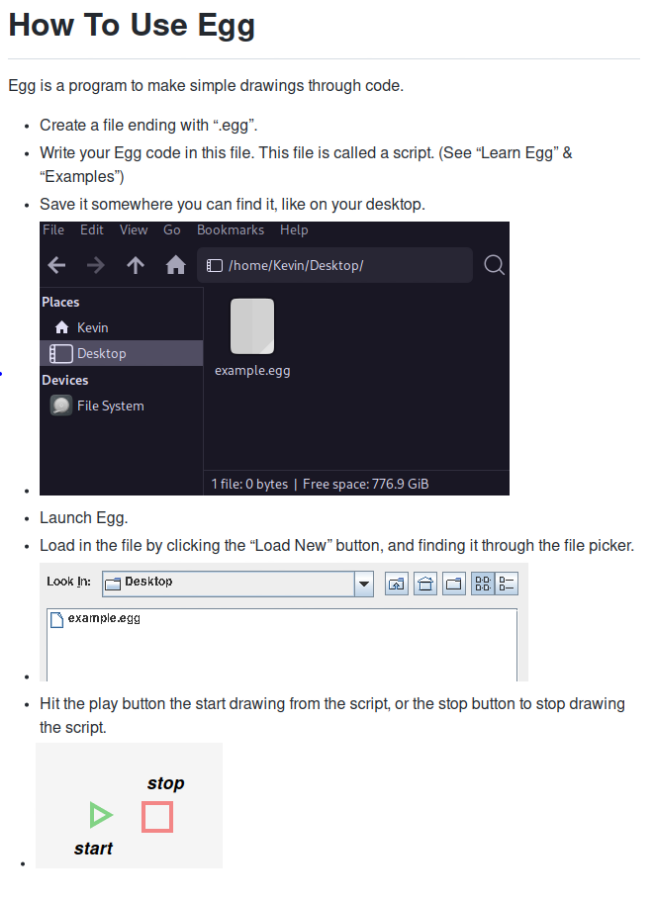 How To Use Egg
Egg is a program to make simple drawings through code.
• Create a file ending with “.egg”.
• Write your Egg code in this file. This file is called a script. (See “Learn Egg” &
“Examples”)
• Save it somewhere you can find it, like on your desktop.
File Edit View Go Bookmarks Help
/home/Kevin/Desktop/
Places
Kevin
Desktop
Devices
File System
example.egg
1 file: 0 bytes | Free space: 776.9 GiB
• Launch Egg.
• Load in the file by clicking the “Load New” button, and finding it through the file picker.
Look In: Desktop
example.egg
• Hit the play button the start drawing from the script, or the stop button to stop drawing
the script.
stop
start